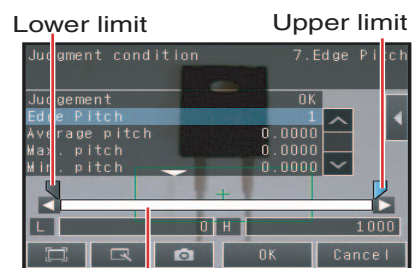 Lower limit
Upper limit
Judgment condition 7.Edge Pitch
Judgement OK
Edge Pitch 1
Average pitch 0.0000
Max. pitch 0.0000
Min. pitch 0.0000
L 0 H 1000
OK Cancel